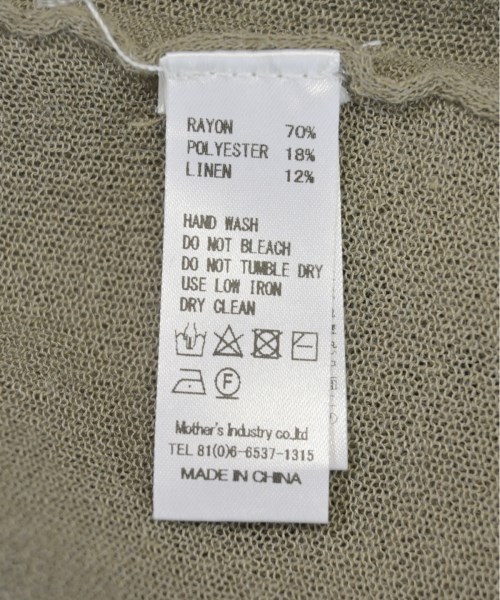 RAYON 70%
POLYESTER 18%
LINEN 12%
HAND WASH
DO NOT BLEACH
DO NOT TUMBLE DRY
USE LOW IRON
DRY CLEAN
F
Mother's Industry co.,ltd
TEL 81(0)6-6537-1315
MADE IN CHINA